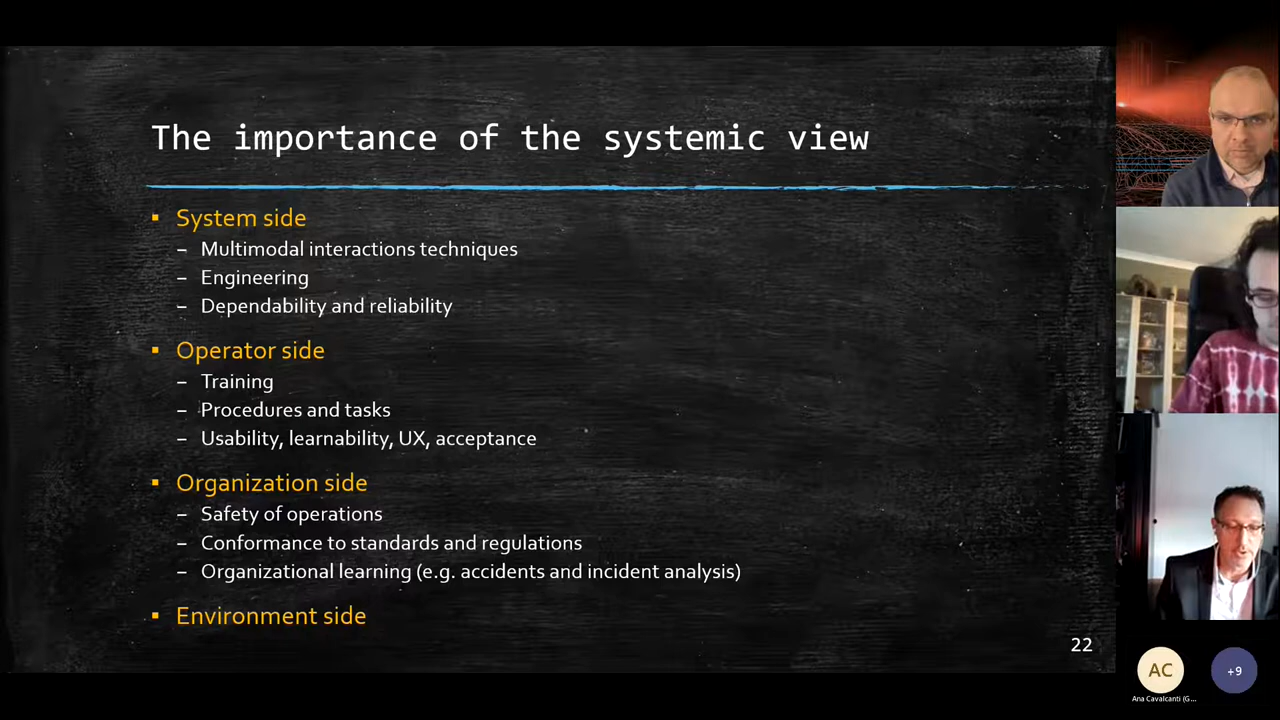 The importance of the systemic view
▪ System side
– Multimodal interactions techniques
– Engineering
– Dependability and reliability
▪ Operator side
– Training
– Procedures and tasks
– Usability, learnability, UX, acceptance
▪ Organization side
– Safety of operations
– Conformance to standards and regulations
– Organizational learning (e.g. accidents and incident analysis)
▪ Environment side
22
AC
+9
Ana Cavalcanti (G...